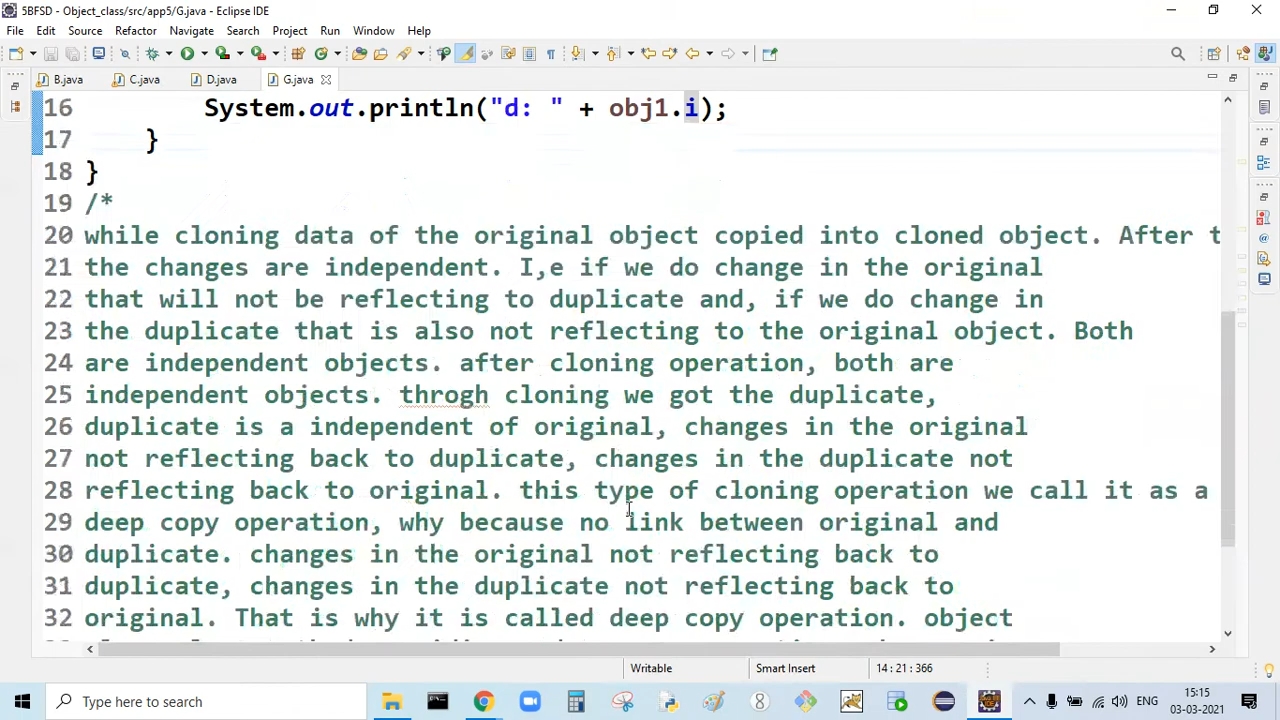 5BFSD - Object_class/src/app5/G.java - Eclipse IDE
File Edit Source Refactor Navigate Search Project Run Window Help
B.java C.java D.java G.java
16 System.out.println("d: " + obj1.i);
17 }
18 }
19 /*
20 while cloning data of the original object copied into cloned object. After t
21 the changes are independent. I,e if we do change in the original
22 that will not be reflecting to duplicate and, if we do change in
23 the duplicate that is also not reflecting to the original object. Both
24 are independent objects. after cloning operation, both are
25 independent objects. throgh cloning we got the duplicate,
26 duplicate is a independent of original, changes in the original
27 not reflecting back to duplicate, changes in the duplicate not
28 reflecting back to original. this type of cloning operation we call it as a
29 deep copy operation, why because no link between original and
30 duplicate. changes in the original not reflecting back to
31 duplicate, changes in the duplicate not reflecting back to
32 original. That is why it is called deep copy operation. object
Writable Smart Insert 14 : 21 : 366
Type here to search
ENG
15:15
03-03-2021